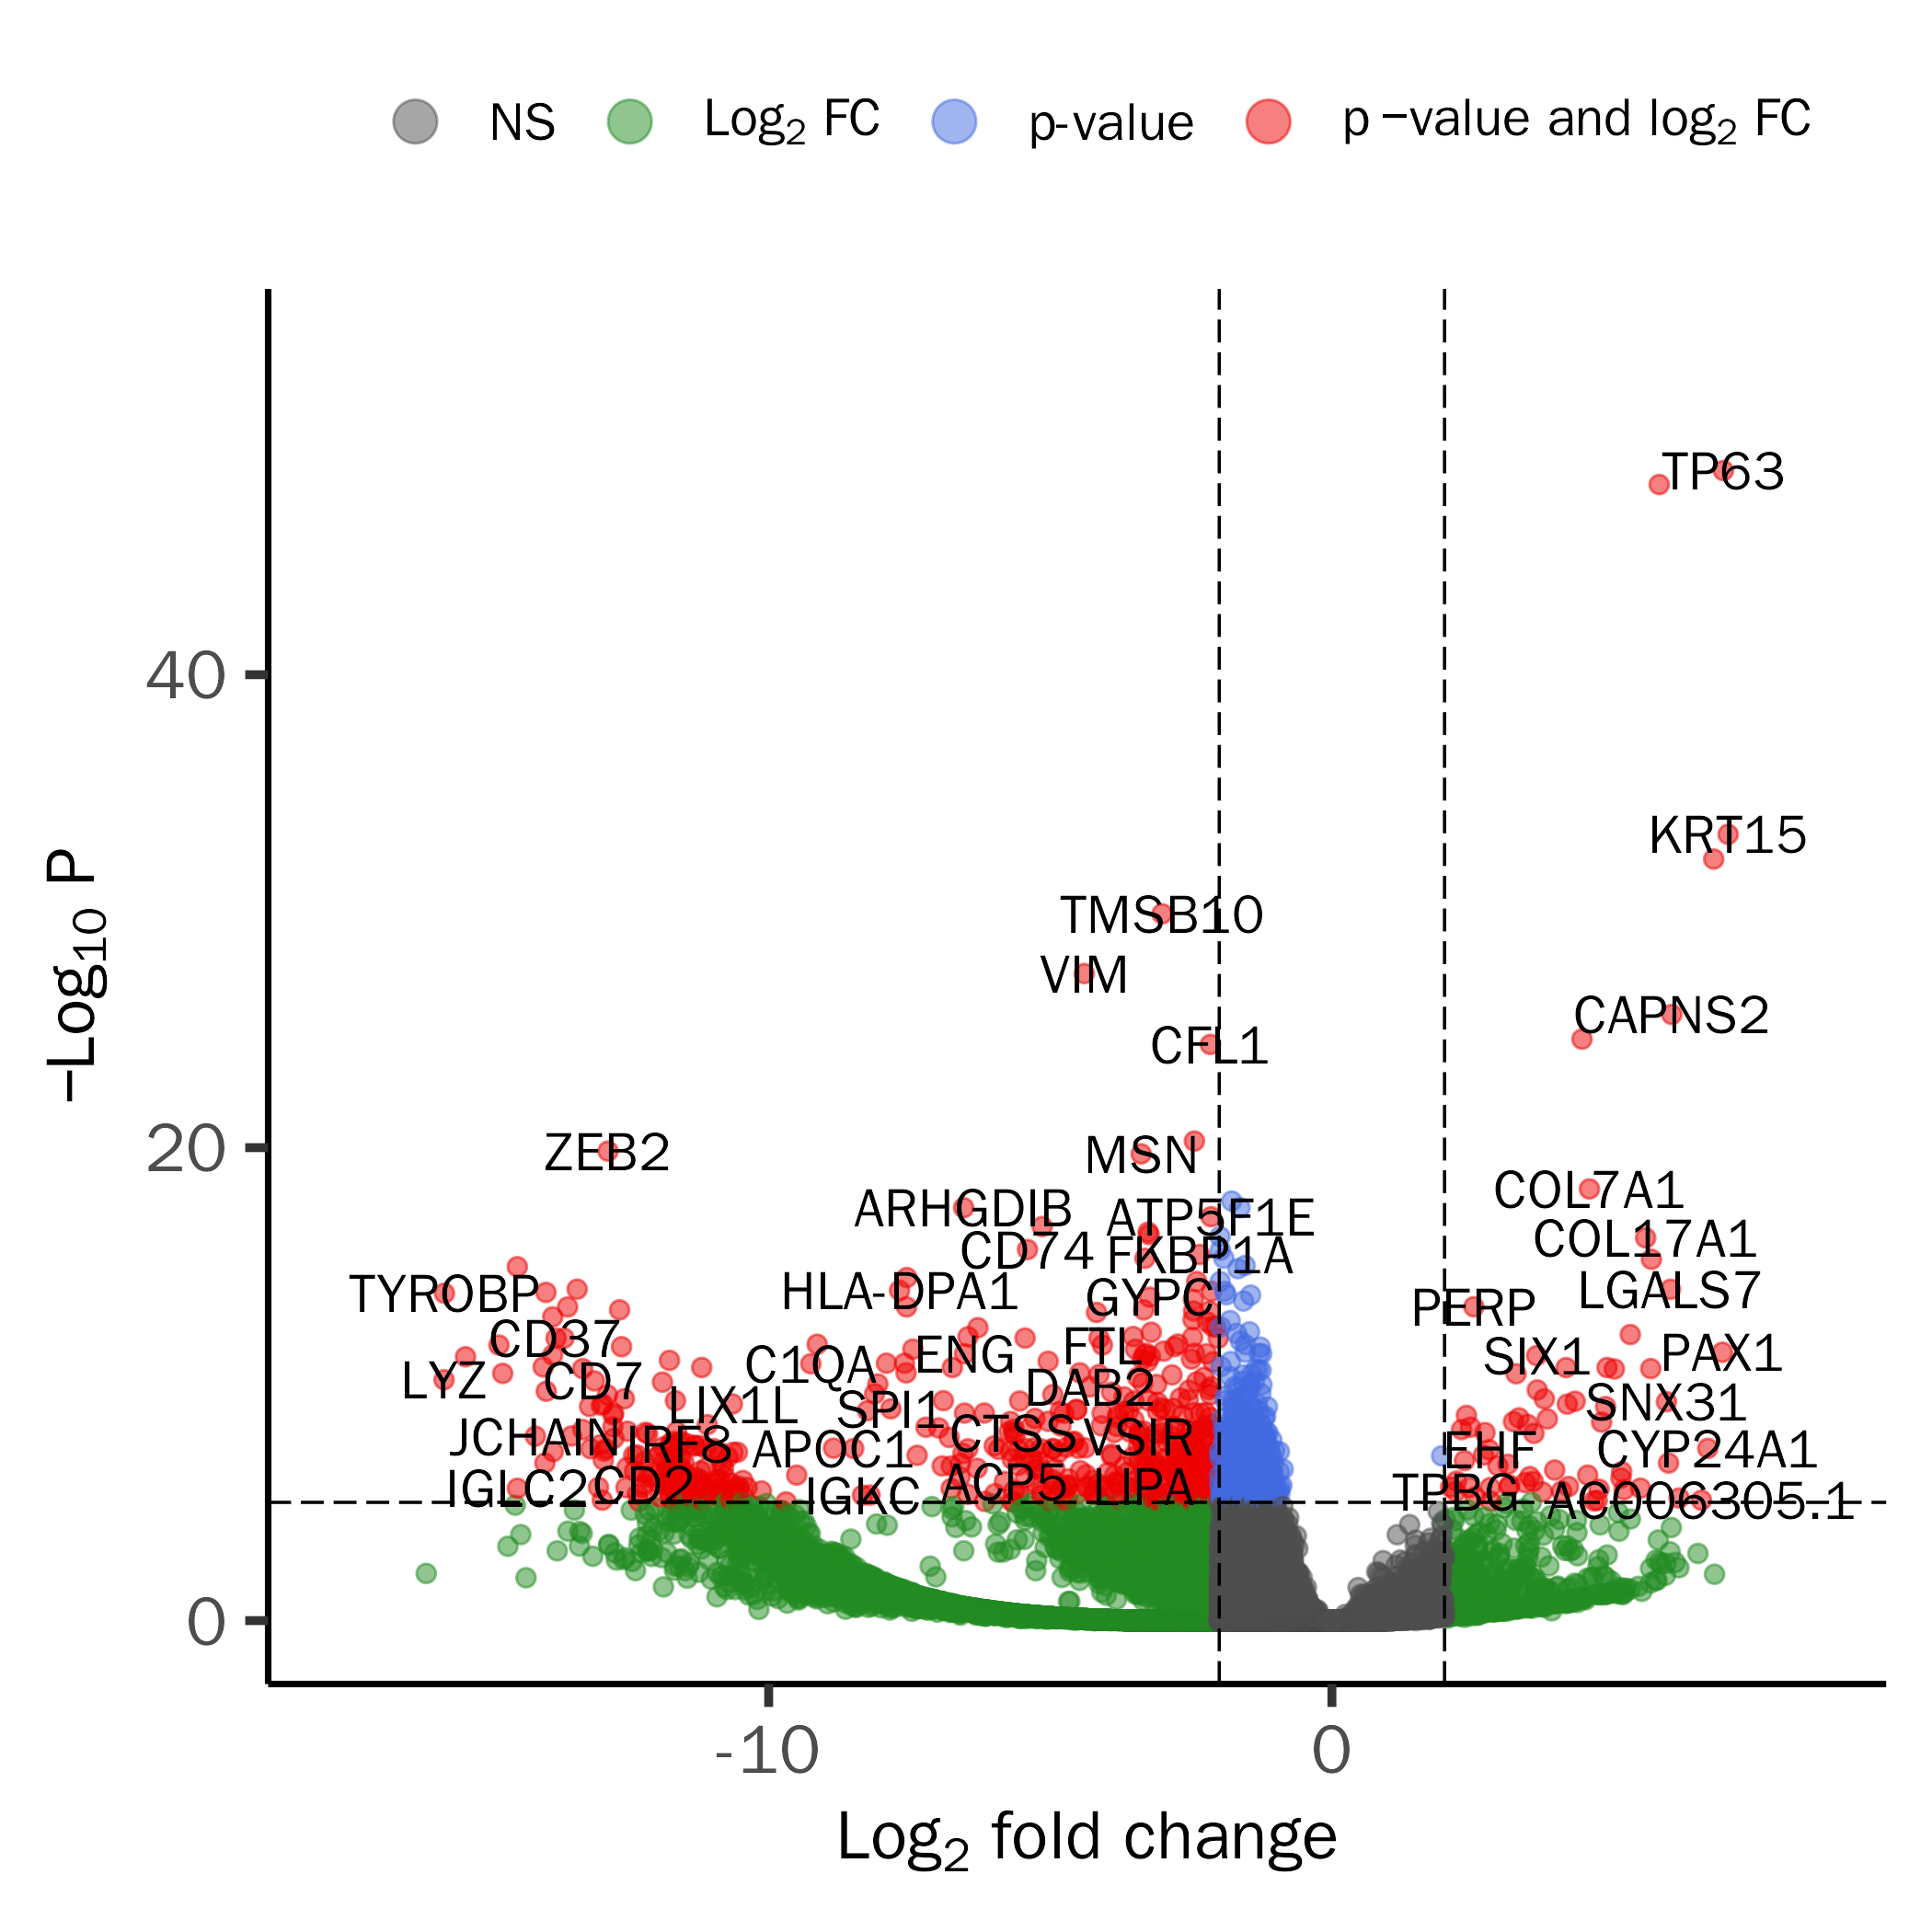 NS Log2 FC p-value p −value and log2 FC
TP63
40
KRT15
TMSB10
VIM
CAPNS2
CFL1
20
ZEB2
MSN
COL7A1
ARHGDIB
ATP5F1E
COL17A1
CD74
FKBP1A
TYROBP
HLA-DPA1
GYPC
LGALS7
PERP
CD37
ENG
FTL
SIX1
PAX1
LYZ
CD7
C1QA
DAB2
LIX1L
SPI1
SNX31
JCHAIN
IRF8
APOC1
CTSS
VSIR
EHF
CYP24A1
IGLC2
CD2
IGKC
ACP5
LIPA
TPBG
AC006305.1
0
−Log10 P
-10
0
Log2 fold change